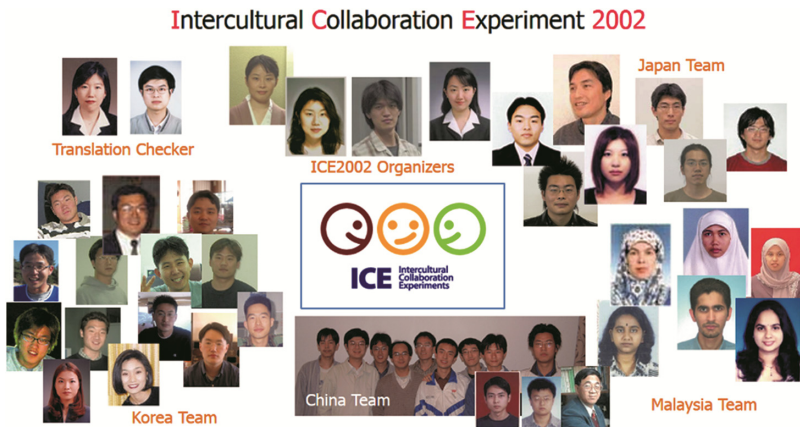 Intercultural Collaboration Experiment 2002
Japan Team
Translation Checker
ICE2002 Organizers
ICE Intercultural
Collaboration
Experiments
China Team
Korea Team
Malaysia Team